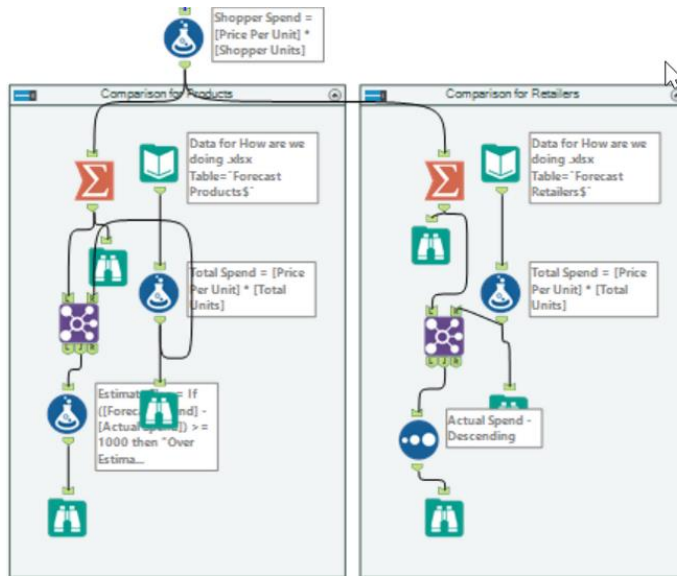 Shopper Spend =
[Price Per Unit] *
[Shopper Units]
Comparison for Products
Data for How are we
doing .xlsx
Table=`Forecast
Products$`
Total Spend = [Price
Per Unit] * [Total
Units]
L J R
= If
>=
1000 then "Over
Estima...
Comparison for Retailers
Data for How are we
doing .xlsx
Table=`Forecast
Retailers$`
Total Spend = [Price
Per Unit] * [Total
Units]
L J R
Actual Spend -
Descending